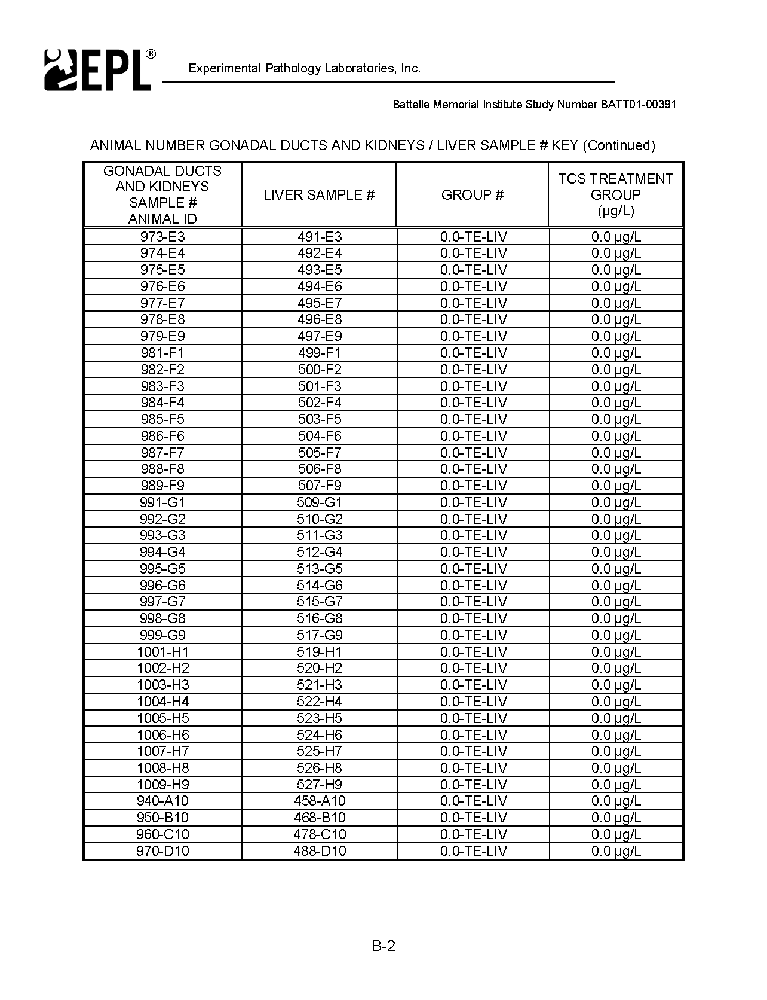 EPL®
Experimental Pathology Laboratories, Inc.
Battelle Memorial Institute Study Number BATT01-00391
ANIMAL NUMBER GONADAL DUCTS AND KIDNEYS / LIVER SAMPLE # KEY (Continued)
GONADAL DUCTS
AND KIDNEYS
SAMPLE #
ANIMAL ID
LIVER SAMPLE #
GROUP #
TCS TREATMENT
GROUP
(µg/L)
973-E3 491-E3 0.0-TE-LIV 0.0 µg/L
974-E4 492-E4 0.0-TE-LIV 0.0 µg/L
975-E5 493-E5 0.0-TE-LIV 0.0 µg/L
976-E6 494-E6 0.0-TE-LIV 0.0 µg/L
977-E7 495-E7 0.0-TE-LIV 0.0 µg/L
978-E8 496-E8 0.0-TE-LIV 0.0 µg/L
979-E9 497-E9 0.0-TE-LIV 0.0 µg/L
981-F1 499-F1 0.0-TE-LIV 0.0 µg/L
982-F2 500-F2 0.0-TE-LIV 0.0 µg/L
983-F3 501-F3 0.0-TE-LIV 0.0 µg/L
984-F4 502-F4 0.0-TE-LIV 0.0 µg/L
985-F5 503-F5 0.0-TE-LIV 0.0 µg/L
986-F6 504-F6 0.0-TE-LIV 0.0 µg/L
987-F7 505-F7 0.0-TE-LIV 0.0 µg/L
988-F8 506-F8 0.0-TE-LIV 0.0 µg/L
989-F9 507-F9 0.0-TE-LIV 0.0 µg/L
991-G1 509-G1 0.0-TE-LIV 0.0 µg/L
992-G2 510-G2 0.0-TE-LIV 0.0 µg/L
993-G3 511-G3 0.0-TE-LIV 0.0 µg/L
994-G4 512-G4 0.0-TE-LIV 0.0 µg/L
995-G5 513-G5 0.0-TE-LIV 0.0 µg/L
996-G6 514-G6 0.0-TE-LIV 0.0 µg/L
997-G7 515-G7 0.0-TE-LIV 0.0 µg/L
998-G8 516-G8 0.0-TE-LIV 0.0 µg/L
999-G9 517-G9 0.0-TE-LIV 0.0 µg/L
1001-H1 519-H1 0.0-TE-LIV 0.0 µg/L
1002-H2 520-H2 0.0-TE-LIV 0.0 µg/L
1003-H3 521-H3 0.0-TE-LIV 0.0 µg/L
1004-H4 522-H4 0.0-TE-LIV 0.0 µg/L
1005-H5 523-H5 0.0-TE-LIV 0.0 µg/L
1006-H6 524-H6 0.0-TE-LIV 0.0 µg/L
1007-H7 525-H7 0.0-TE-LIV 0.0 µg/L
1008-H8 526-H8 0.0-TE-LIV 0.0 µg/L
1009-H9 527-H9 0.0-TE-LIV 0.0 µg/L
940-A10 458-A10 0.0-TE-LIV 0.0 µg/L
950-B10 468-B10 0.0-TE-LIV 0.0 µg/L
960-C10 478-C10 0.0-TE-LIV 0.0 µg/L
970-D10 488-D10 0.0-TE-LIV 0.0 µg/L
B-2